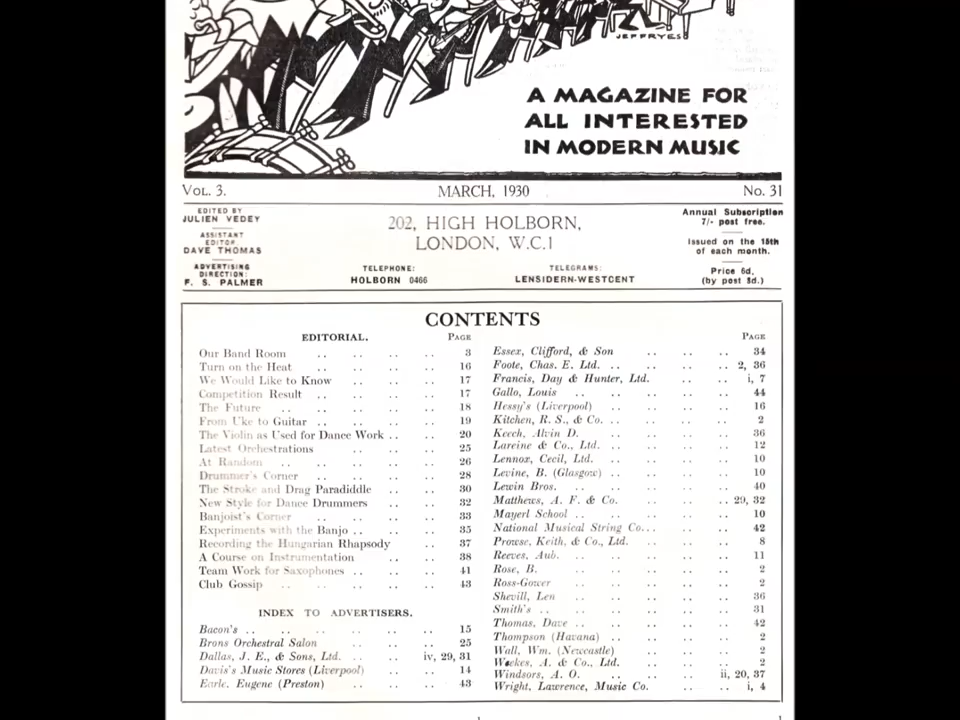 JEFFRYES
A MAGAZINE FOR
ALL INTERESTED
IN MODERN MUSIC
VOL. 3. MARCH, 1930 No. 31
EDITED BY
JULIEN VEDEY
ASSISTANT
EDITOR
DAVE THOMAS
ADVERTISING
DIRECTION:
F. S. PALMER
202, HIGH HOLBORN,
LONDON, W.C.1
TELEPHONE:
HOLBORN 0466
TELEGRAMS:
LENSIDERN-WESTCENT
Annual Subscription
7/- post free.
Issued on the 15th
of each month.
Price 6d,
(by post 8d.)
CONTENTS
EDITORIAL. PAGE
Our Band Room .. .. .. .. 3
Turn on the Heat .. .. .. .. 16
We Would Like to Know .. .. .. 17
Competition Result .. .. .. .. 17
The Future .. .. .. .. .. 18
From Uke to Guitar .. .. .. .. 19
The Violin as Used for Dance Work .. .. 20
Latest Orchestrations .. .. .. 25
At Random .. .. .. .. .. 26
Drummer's Corner .. .. .. .. 28
The Stroke and Drag Paradiddle .. .. 30
New Style for Dance Drummers .. .. 32
Banjoist's Corner .. .. .. .. 33
Experiments with the Banjo .. .. .. 35
Recording the Hungarian Rhapsody .. .. 37
A Course on Instrumentation .. .. 38
Team Work for Saxophones .. .. .. 41
Club Gossip .. .. .. .. .. 43
INDEX TO ADVERTISERS.
Bacon's .. .. .. .. .. .. 15
Brons Orchestral Salon .. .. .. 25
Dallas, J. E., & Sons, Ltd. .. .. iv, 29, 31
Davis's Music Stores (Liverpool) .. .. 14
Earle, Eugene (Preston) .. .. .. 43
PAGE
Essex, Clifford, & Son .. .. .. 34
Foote, Chas. E. Ltd. .. .. .. .. 2, 36
Francis, Day & Hunter, Ltd. .. .. i, 7
Gallo, Louis .. .. .. .. .. 44
Hessy's (Liverpool) .. .. .. .. 16
Kitchen, R. S., & Co. .. .. .. .. 2
Keech, Alvin D. .. .. .. .. 36
Lareine & Co., Ltd. .. .. .. .. 12
Lennox, Cecil, Ltd. .. .. .. .. 10
Levine, B. (Glasgow) .. .. .. .. 10
Lewin Bros. .. .. .. .. .. 40
Matthews, A. F. & Co. .. .. .. 29, 32
Mayerl School .. .. .. .. .. 10
National Musical String Co... .. .. 42
Prowse, Keith, & Co., Ltd. .. .. .. 8
Reeves, Aub. .. .. .. .. .. 11
Rose, B. .. .. .. .. .. 2
Ross-Gower .. .. .. .. .. 2
Shevill, Len .. .. .. .. .. 36
Smith's .. .. .. .. .. .. 31
Thomas, Dave .. .. .. .. .. 42
Thompson (Havana) .. .. .. .. 2
Wall, Wm. (Newcastle) .. .. .. .. 2
Weekes, A. & Co., Ltd. .. .. .. 2
Windsors, A. O. .. .. .. .. ii, 20, 37
Wright, Lawrence, Music Co. .. .. i, 4